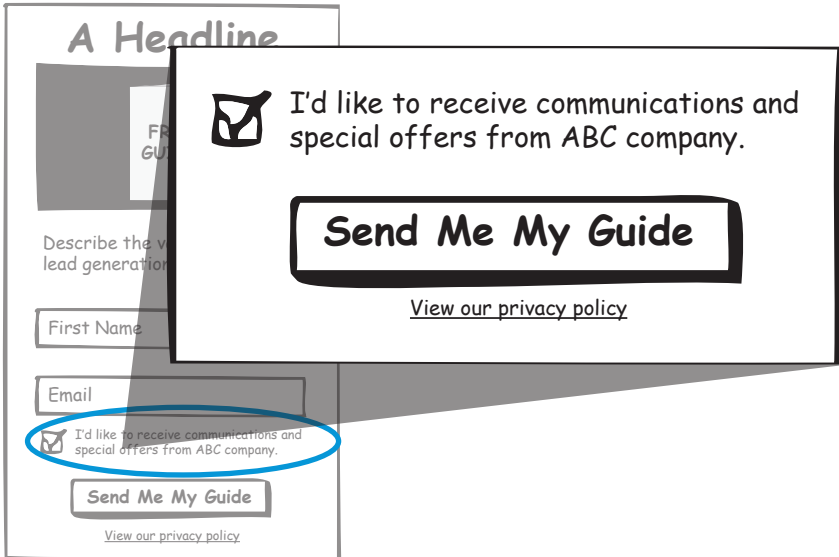 A Headline
FR
GU
Describe the v
lead generation
First Name
Email
I'd like to receive communications and
special offers from ABC company.
Send Me My Guide
View our privacy policy
I'd like to receive communications and
special offers from ABC company.
Send Me My Guide
View our privacy policy